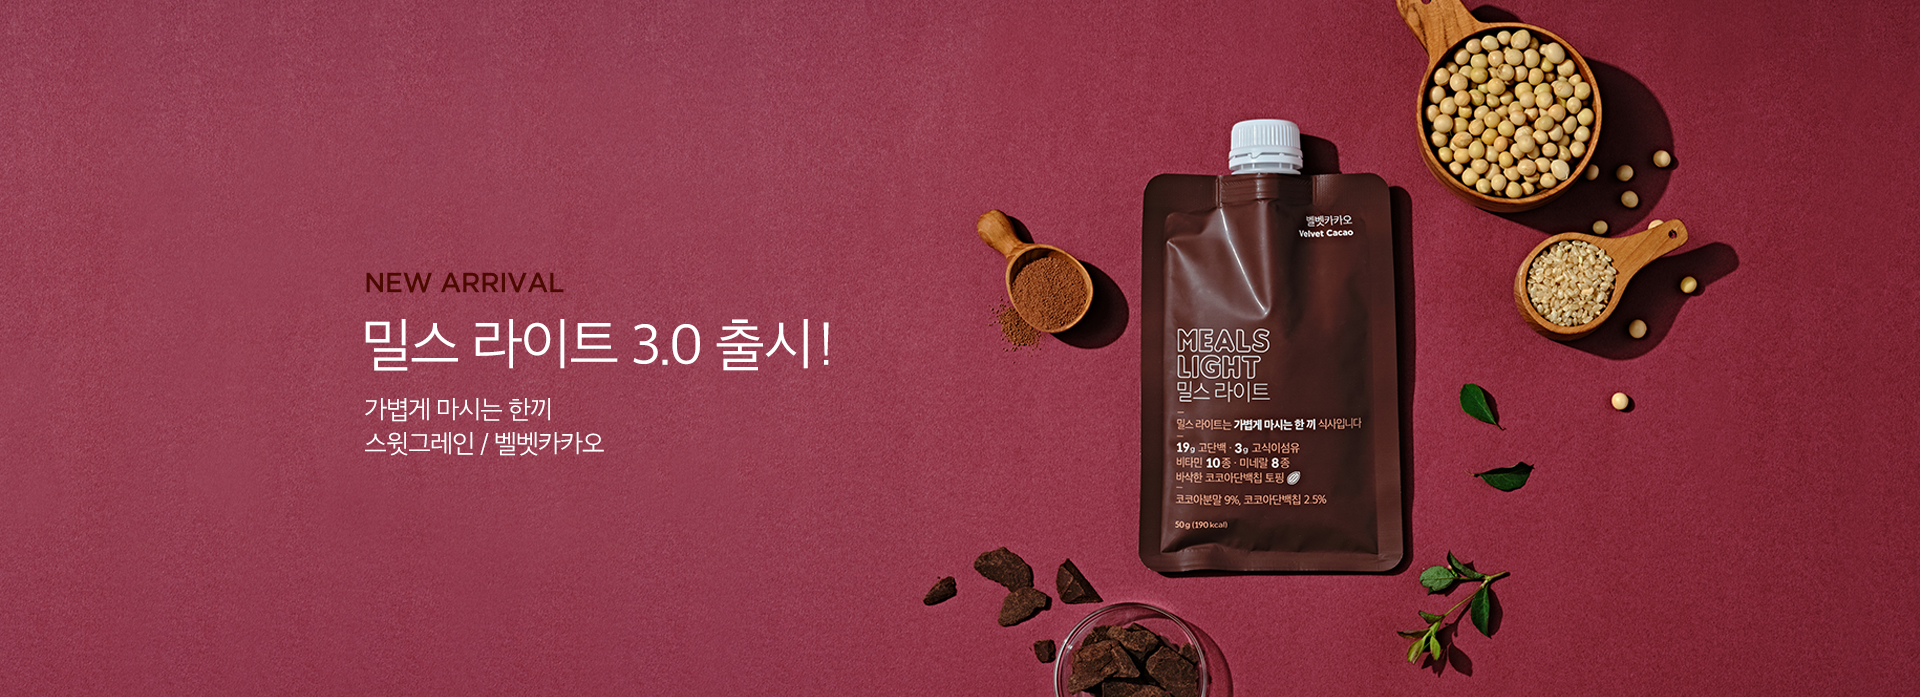 NEW ARRIVAL
밀스 라이트 3.0 출시!
가볍게 마시는 한끼
스윗그레인 / 벨벳카카오
벨벳카카오
Velvet Cacao
MEALS
LIGHT
밀스 라이트
밀스 라이트는 가볍게 마시는 한 끼 식사입니다
19g 고단백 · 3g 고식이섬유
비타민 10종 · 미네랄 8종
바삭한 코코아단백칩 토핑
코코아분말 9%, 코코아단백칩 2.5%
50g (190 kcal)